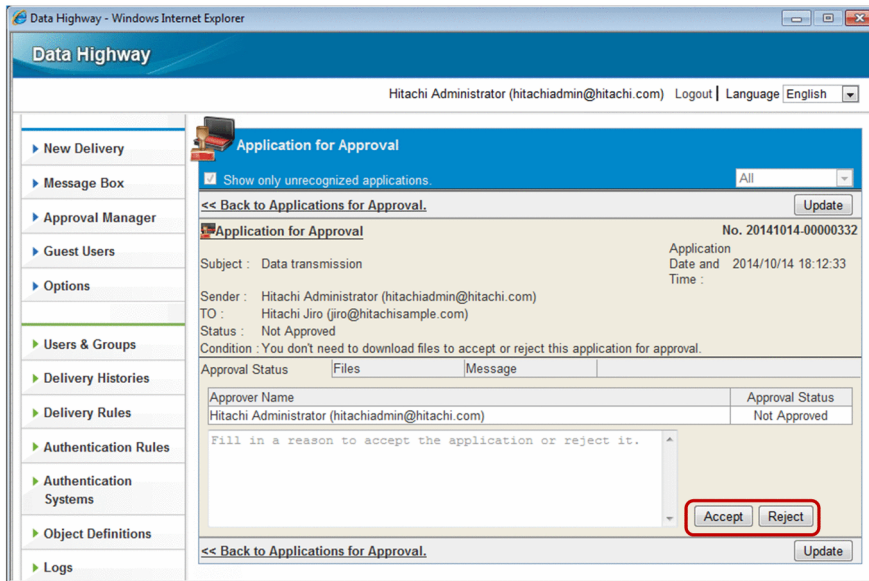 Data Highway - Windows Internet Explorer
Data Highway
Hitachi Administrator (hitachiadmin@hitachi.com) Logout Language English
New Delivery
Message Box
Approval Manager
Guest Users
Options
Users & Groups
Delivery Histories
Delivery Rules
Authentication Rules
Authentication
Systems
Object Definitions
Logs
Application for Approval
Show only unrecognized applications. All
<< Back to Applications for Approval. Update
Application for Approval No. 20141014-00000332
Subject : Data transmission
Application
Date and 2014/10/14 18:12:33
Time :
Sender : Hitachi Administrator (hitachiadmin@hitachi.com)
TO : Hitachi Jiro (jiro@hitachisample.com)
Status : Not Approved
Condition : You don't need to download files to accept or reject this application for approval.
Approval Status Files Message
Approver Name Approval Status
Hitachi Administrator (hitachiadmin@hitachi.com) Not Approved
Fill in a reason to accept the application or reject it.
Accept Reject
<< Back to Applications for Approval. Update